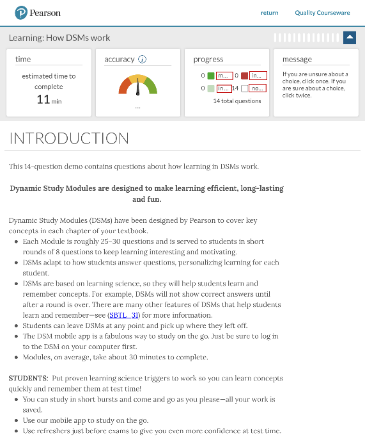 Pearson
return
Quality Courseware
Learning: How DSMs work
time
accuracy
i
progress
message
estimated time to
complete
11 min
...
0 m... 0 in...
0 in... 14 no...
14 total questions
If you are unsure about a
choice, click once. If you
are sure about a choice,
click twice.
INTRODUCTION
This 14-question demo contains questions about how learning in DSMs work.
Dynamic Study Modules are designed to make learning efficient, long-lasting
and fun.
Dynamic Study Modules (DSMs) have been designed by Pearson to cover key
concepts in each chapter of your textbook.
• Each Module is roughly 25-30 questions and is served to students in short
rounds of 8 questions to keep learning interesting and motivating.
• DSMs adapt to how students answer questions, personalizing learning for each
student.
• DSMs are based on learning science, so they will help students learn and
remember concepts. For example, DSMs will not show correct answers until
after a round is over. There are many other features of DSMs that help students
learn and remember—see (SBTL_3I) for more information.
• Students can leave DSMs at any point and pick up where they left off.
• The DSM mobile app is a fabulous way to study on the go. Just be sure to log in
to the DSM on your computer first.
• Modules, on average, take about 30 minutes to complete.
STUDENTS: Put proven learning science triggers to work so you can learn concepts
quickly and remember them at test time!
• You can study in short bursts and come and go as you please—all your work is
saved.
• Use our mobile app to study on the go.
• Use refreshers just before exams to give you even more confidence at test time.